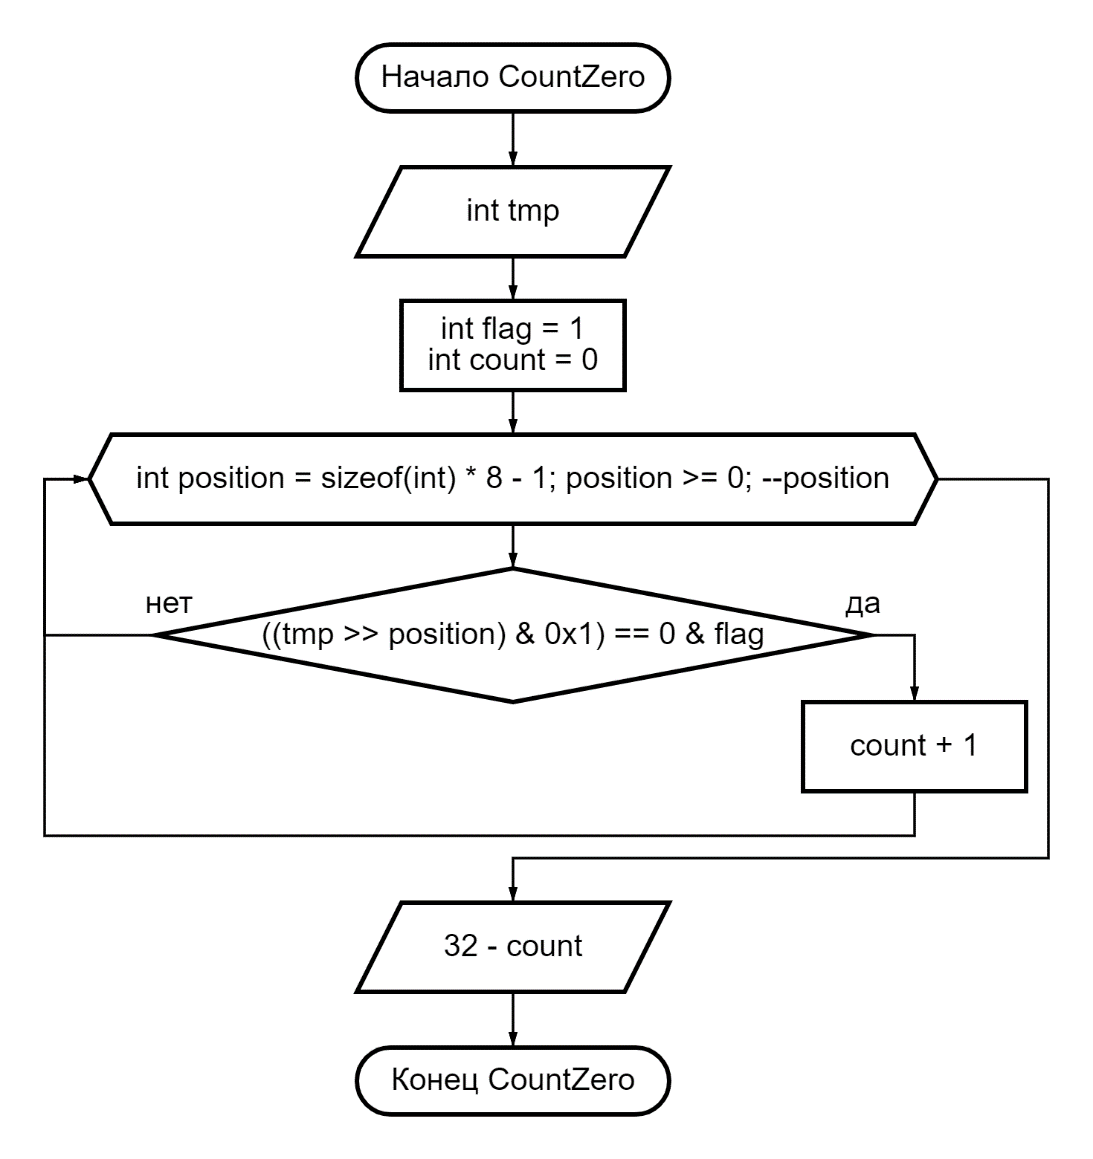 Начало CountZero
int tmp
int flag = 1
int count = 0
int position = sizeof(int) * 8 - 1; position >= 0; --position
нет
да
((tmp >> position) & 0x1) == 0 & flag
count + 1
32 - count
Конец CountZero